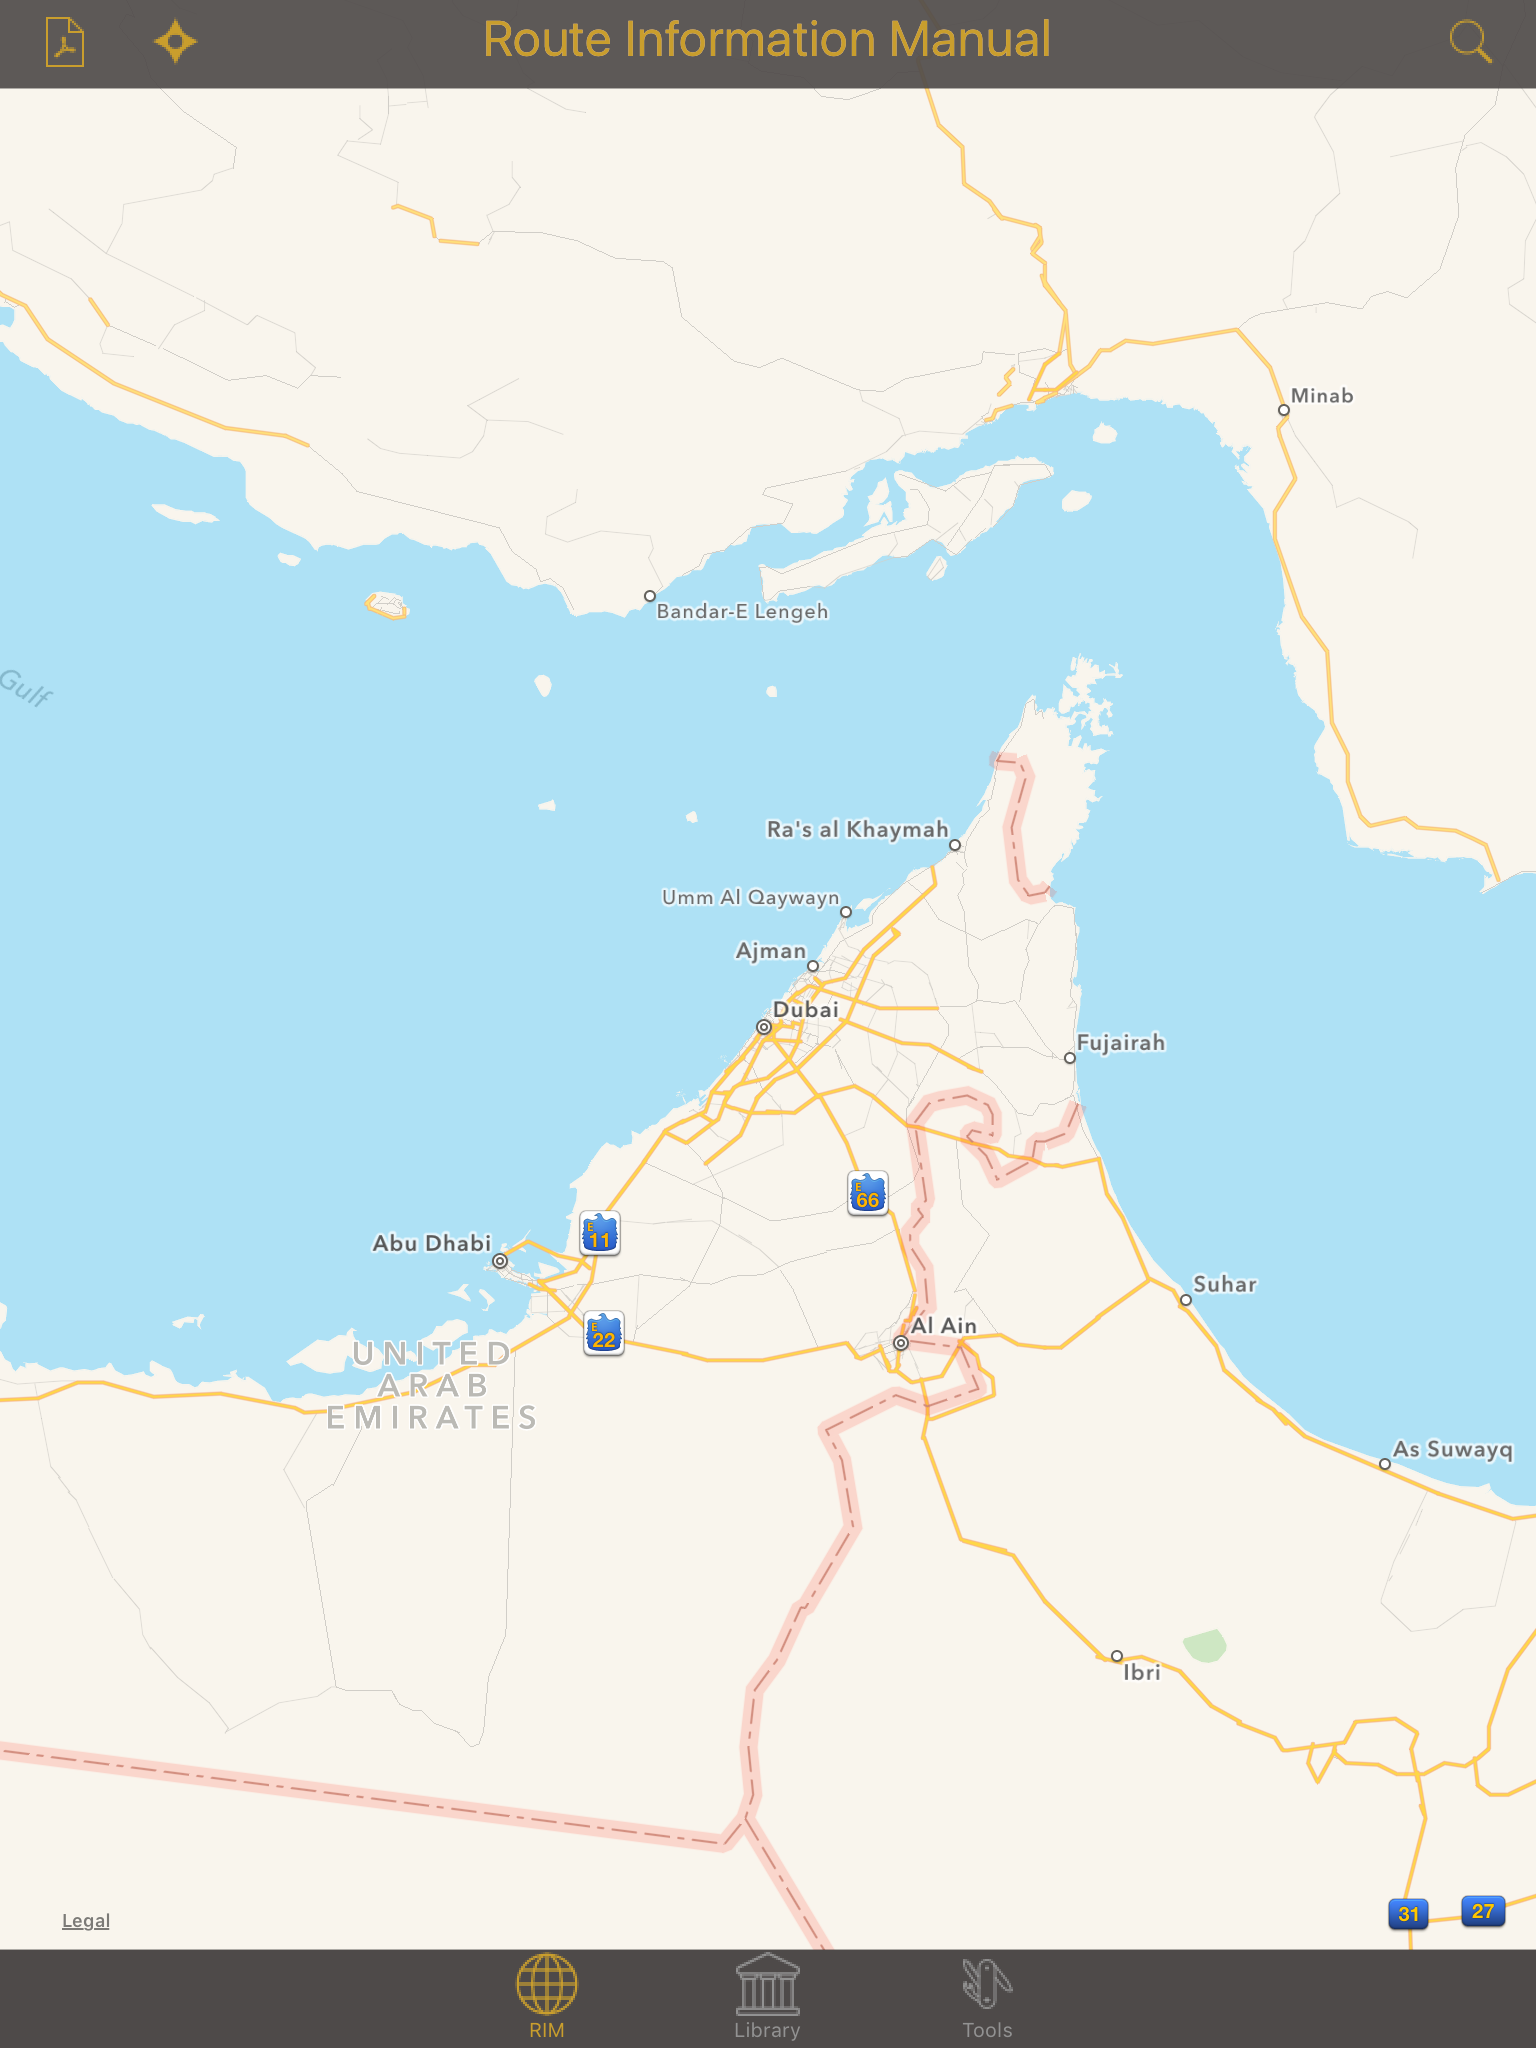 Route Information Manual
Minab
Bandar-E Lengeh
Gulf
Ra's al Khaymah
Umm Al Qaywayn
Ajman
Dubai
Fujairah
E
66
E
11
Abu Dhabi
Suhar
Al Ain
E
22
UNITED
ARAB
EMIRATES
As Suwayq
Ibri
31
27
Legal
RIM
Library
Tools